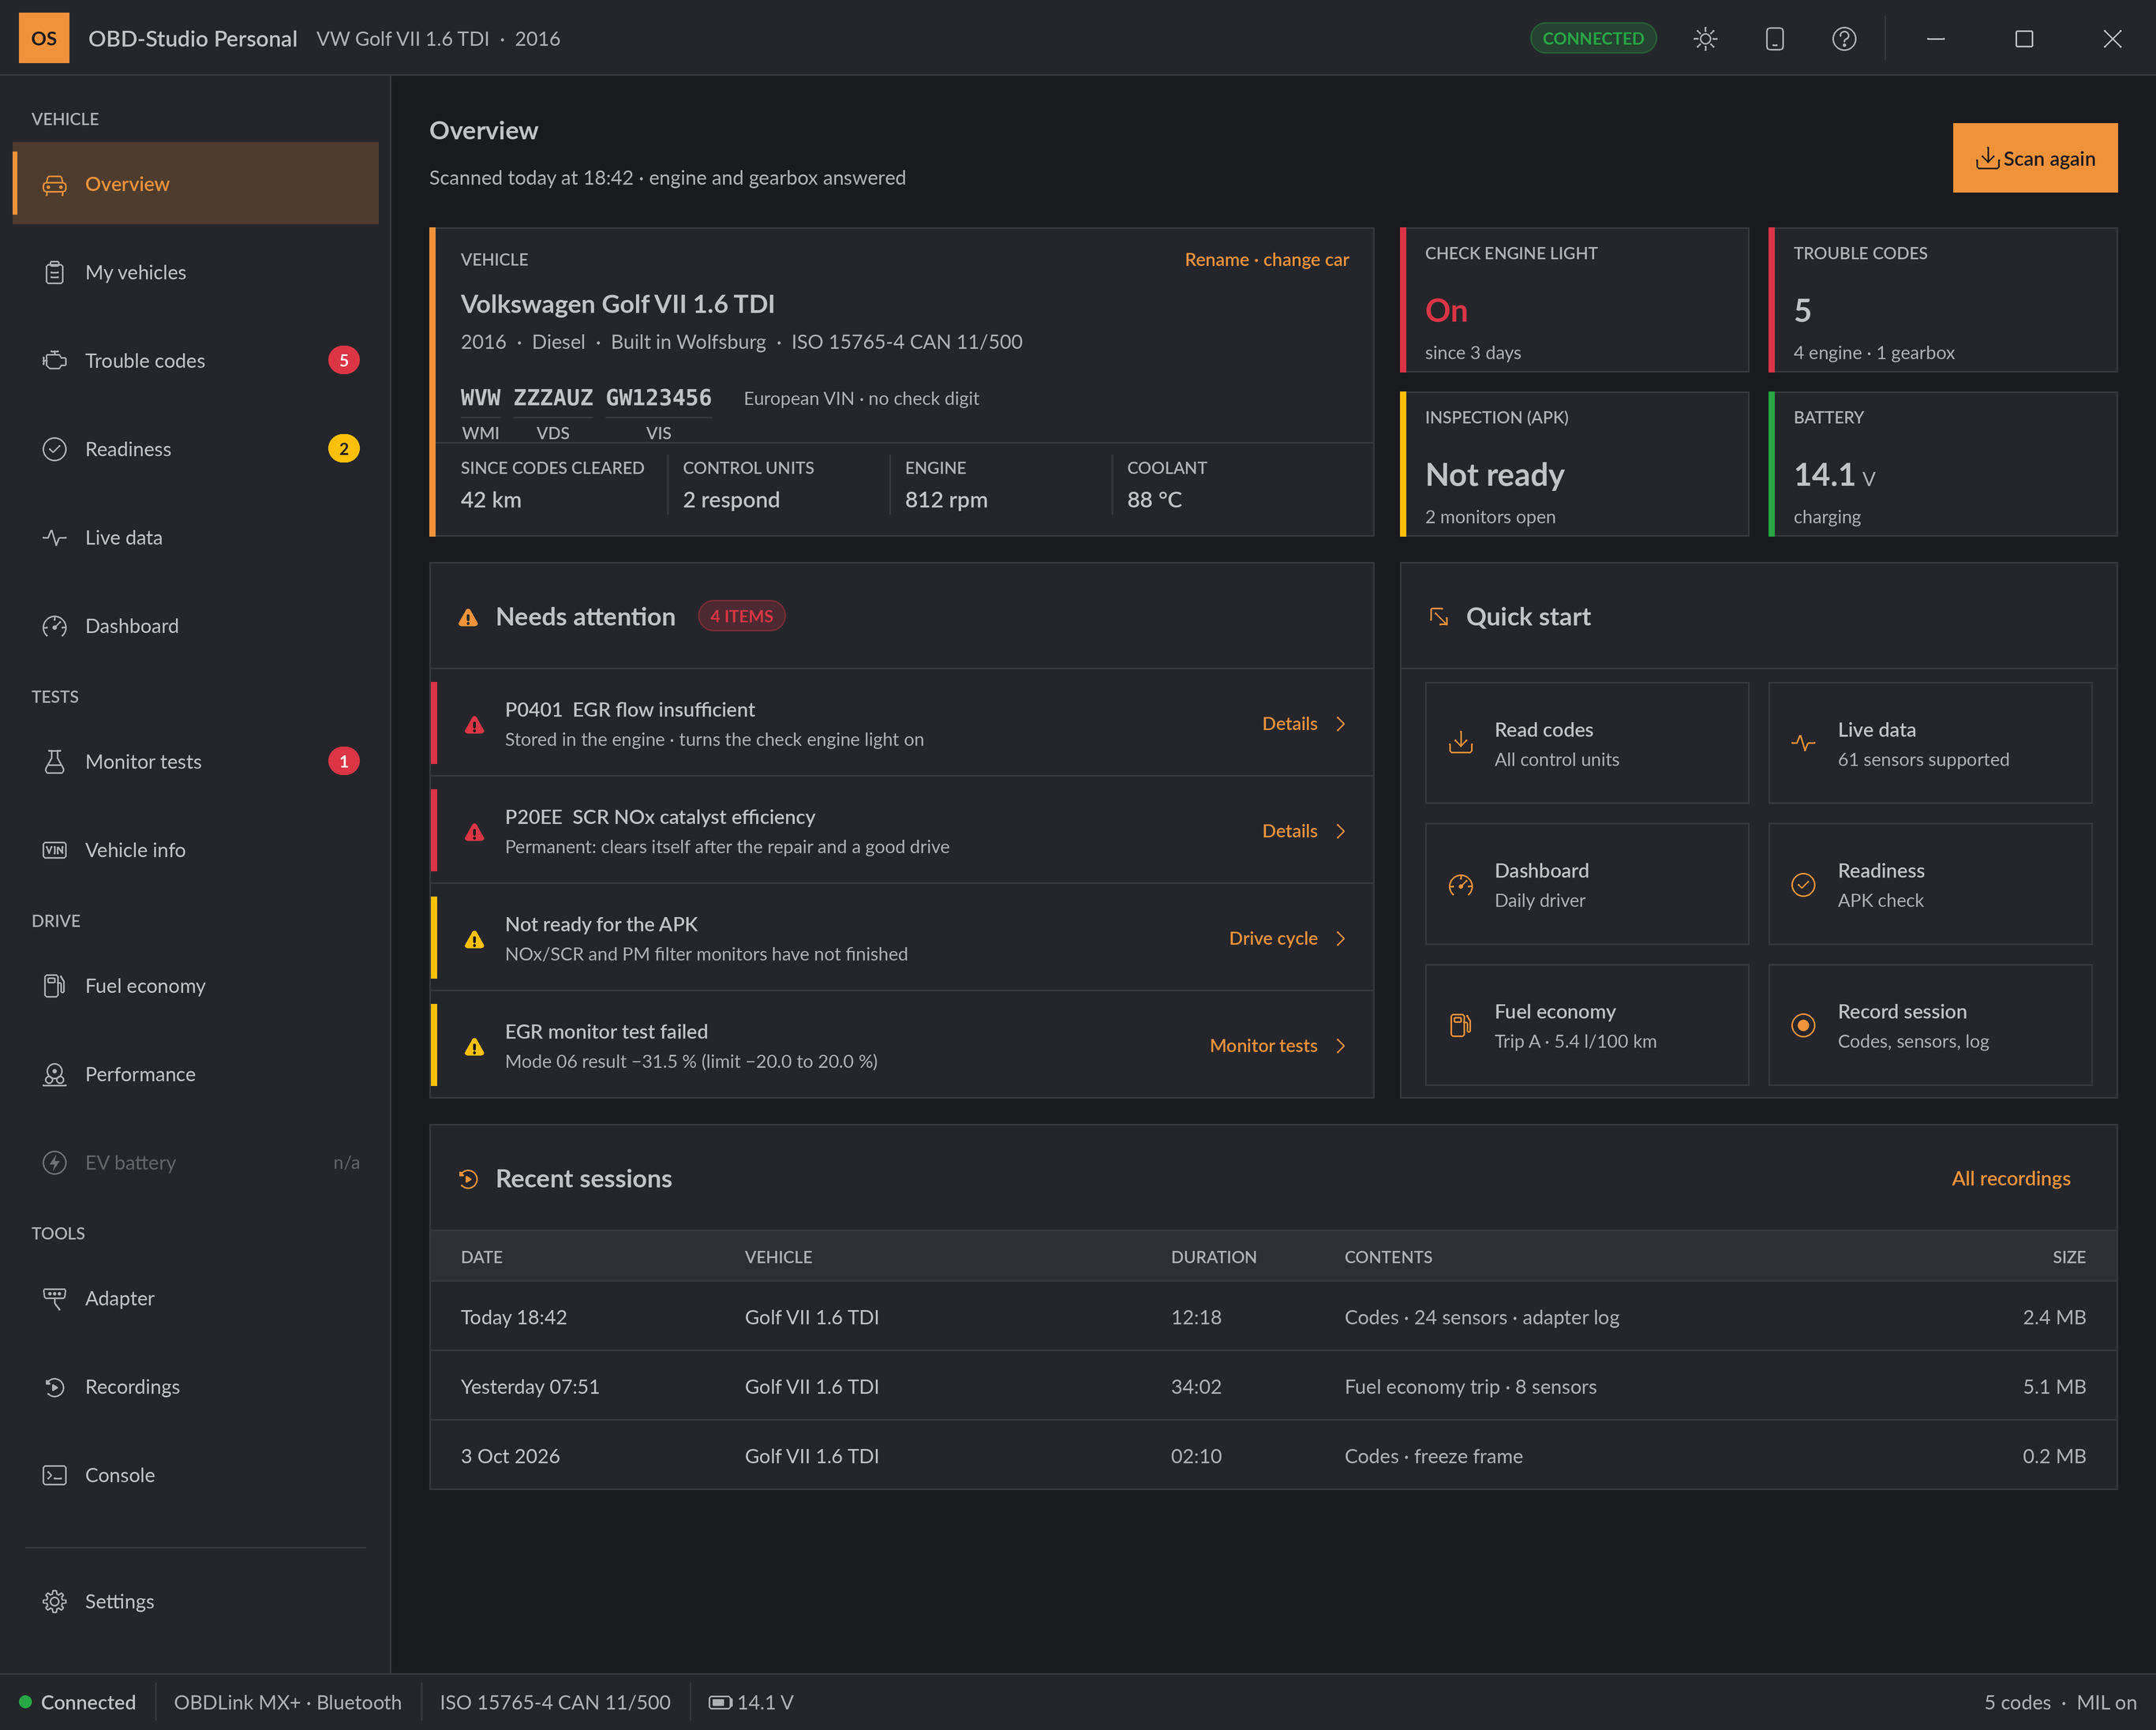 OS OBD-Studio Personal VW Golf VII 1.6 TDI · 2016 CONNECTED
VEHICLE
Overview
My vehicles
Trouble codes 5
Readiness 2
Live data
Dashboard
TESTS
Monitor tests 1
VIN Vehicle info
DRIVE
Fuel economy
Performance
EV battery n/a
TOOLS
Adapter
Recordings
Console
Settings
Overview
Scanned today at 18:42 · engine and gearbox answered
Scan again
VEHICLE Rename · change car
Volkswagen Golf VII 1.6 TDI
2016 · Diesel · Built in Wolfsburg · ISO 15765-4 CAN 11/500
WVW ZZZAUZ GW123456 European VIN · no check digit
WMI VDS VIS
SINCE CODES CLEARED CONTROL UNITS ENGINE COOLANT
42 km 2 respond 812 rpm 88 °C
CHECK ENGINE LIGHT
On
since 3 days
TROUBLE CODES
5
4 engine · 1 gearbox
INSPECTION (APK)
Not ready
2 monitors open
BATTERY
14.1 V
charging
Needs attention 4 ITEMS
P0401 EGR flow insufficient
Stored in the engine · turns the check engine light on
Details
P20EE SCR NOx catalyst efficiency
Permanent: clears itself after the repair and a good drive
Details
Not ready for the APK
NOx/SCR and PM filter monitors have not finished
Drive cycle
EGR monitor test failed
Mode 06 result −31.5 % (limit −20.0 to 20.0 %)
Monitor tests
Quick start
Read codes
All control units
Live data
61 sensors supported
Dashboard
Daily driver
Readiness
APK check
Fuel economy
Trip A · 5.4 l/100 km
Record session
Codes, sensors, log
Recent sessions All recordings
DATE VEHICLE DURATION CONTENTS SIZE
Today 18:42 Golf VII 1.6 TDI 12:18 Codes · 24 sensors · adapter log 2.4 MB
Yesterday 07:51 Golf VII 1.6 TDI 34:02 Fuel economy trip · 8 sensors 5.1 MB
3 Oct 2026 Golf VII 1.6 TDI 02:10 Codes · freeze frame 0.2 MB
Connected OBDLink MX+ · Bluetooth ISO 15765-4 CAN 11/500 14.1 V 5 codes · MIL on